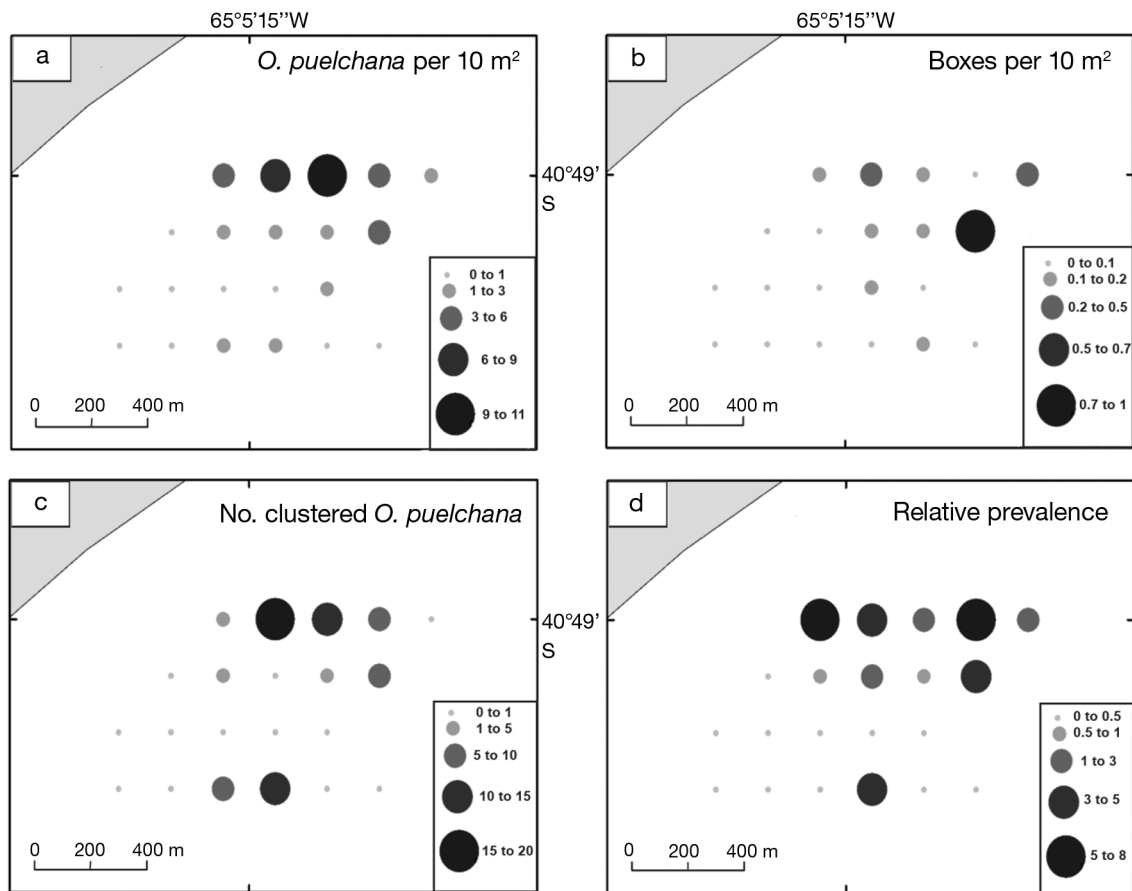 65°5'15''W
65°5'15''W
a
O. puelchana per 10 m²
0 to 1
1 to 3
3 to 6
6 to 9
9 to 11
0 200 400 m
40°49'
S
b
Boxes per 10 m²
0 to 0.1
0.1 to 0.2
0.2 to 0.5
0.5 to 0.7
0.7 to 1
0 200 400 m
c
No. clustered O. puelchana
0 to 1
1 to 5
5 to 10
10 to 15
15 to 20
0 200 400 m
40°49'
S
d
Relative prevalence
0 to 0.5
0.5 to 1
1 to 3
3 to 5
5 to 8
0 200 400 m